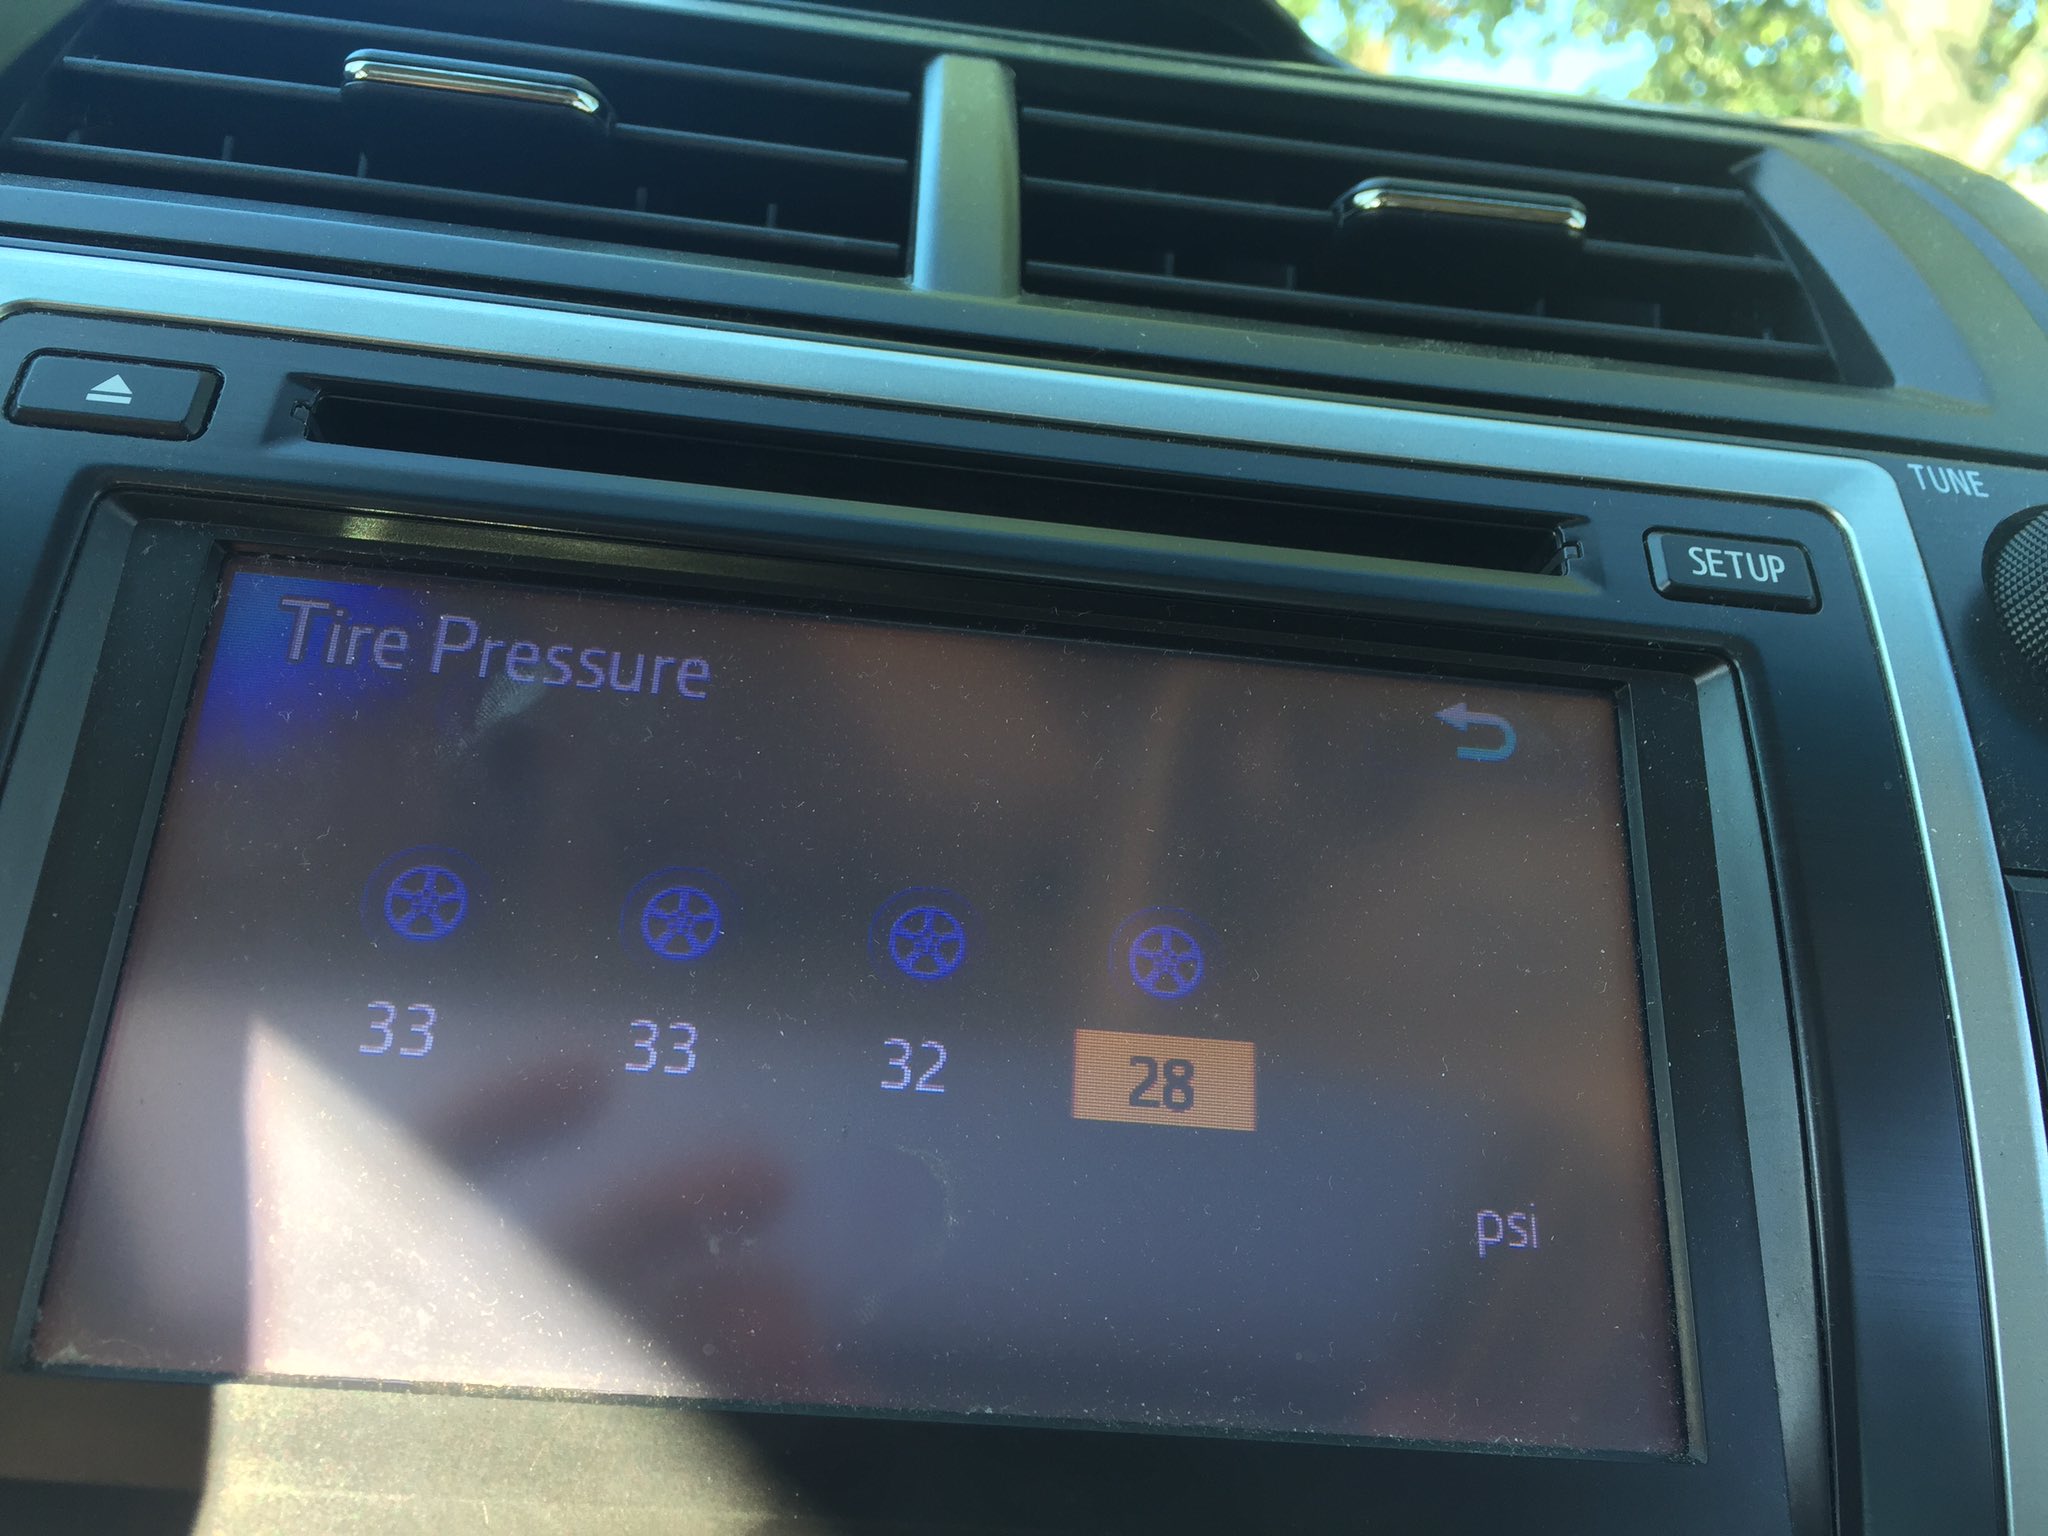 TUNE
SETUP
Tire Pressure
33 33 32 28
psi